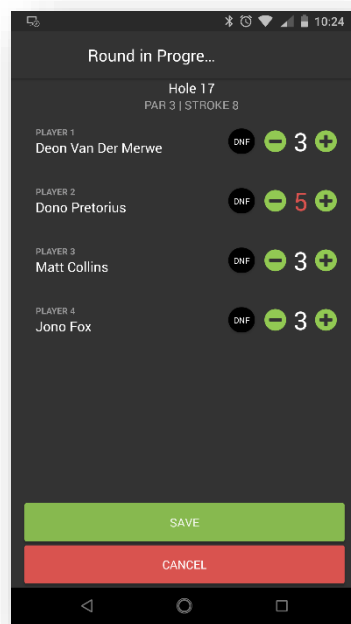 10:24
Round in Progre...
Hole 17
PAR 3 | STROKE 8
PLAYER 1
Deon Van Der Merwe
DNF 3
PLAYER 2
Dono Pretorius
DNF 5
PLAYER 3
Matt Collins
DNF 3
PLAYER 4
Jono Fox
DNF 3
SAVE
CANCEL